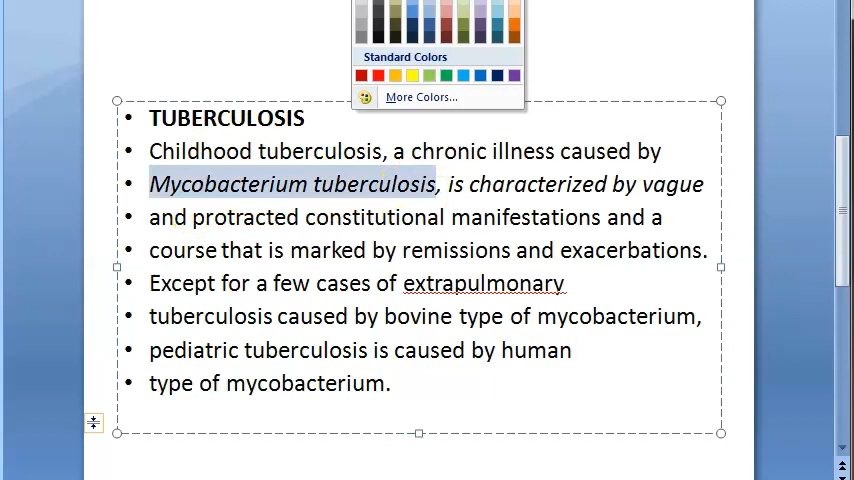 Standard Colors
More Colors...
• TUBERCULOSIS
• Childhood tuberculosis, a chronic illness caused by
• Mycobacterium tuberculosis, is characterized by vague
• and protracted constitutional manifestations and a
• course that is marked by remissions and exacerbations.
• Except for a few cases of extrapulmonary
• tuberculosis caused by bovine type of mycobacterium,
• pediatric tuberculosis is caused by human
• type of mycobacterium.